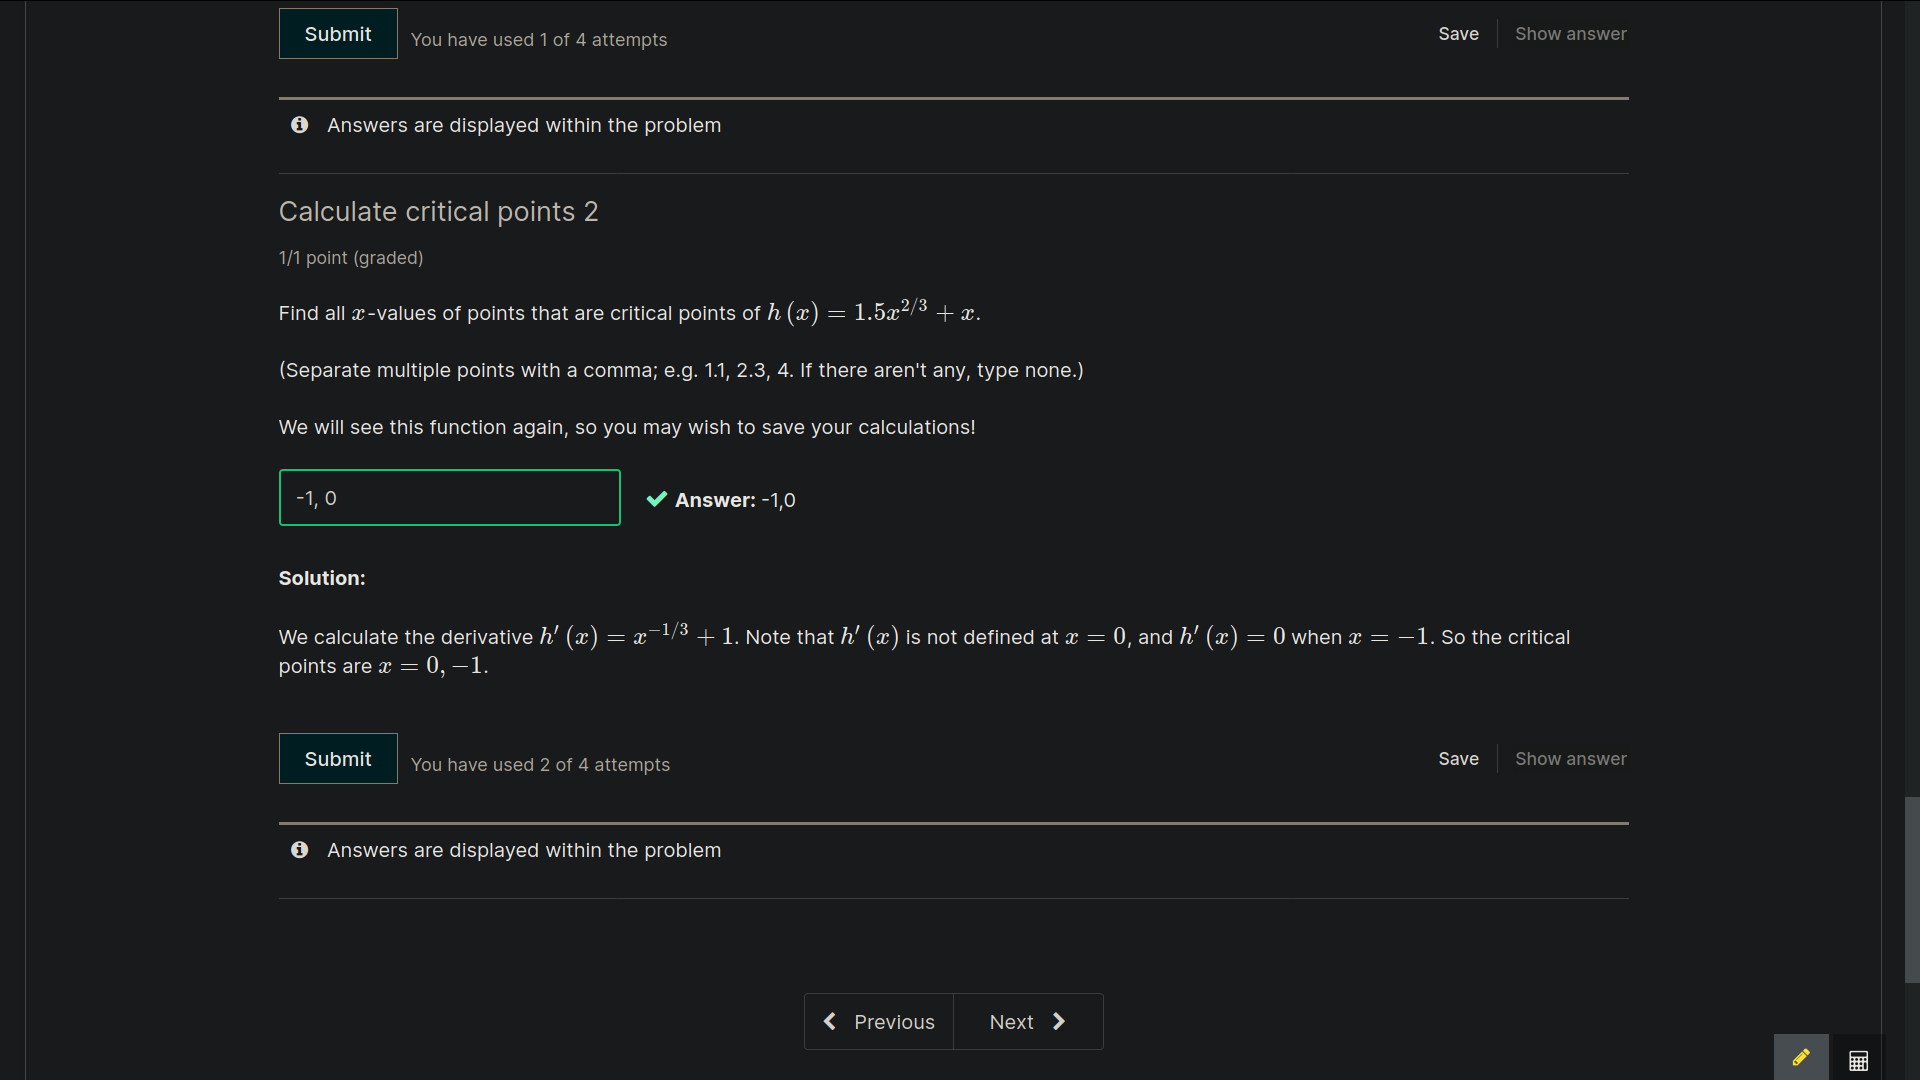 Submit You have used 1 of 4 attempts Save Show answer
Answers are displayed within the problem
Calculate critical points 2
1/1 point (graded)
Find all x-values of points that are critical points of h (x) = 1.5x^{2/3} + x.
(Separate multiple points with a comma; e.g. 1.1, 2.3, 4. If there aren't any, type none.)
We will see this function again, so you may wish to save your calculations!
-1, 0 Answer: -1,0
Solution:
We calculate the derivative h′ (x) = x^{−1/3} + 1. Note that h′ (x) is not defined at x = 0, and h′ (x) = 0 when x = −1. So the critical
points are x = 0, −1.
Submit You have used 2 of 4 attempts Save Show answer
Answers are displayed within the problem
Previous Next